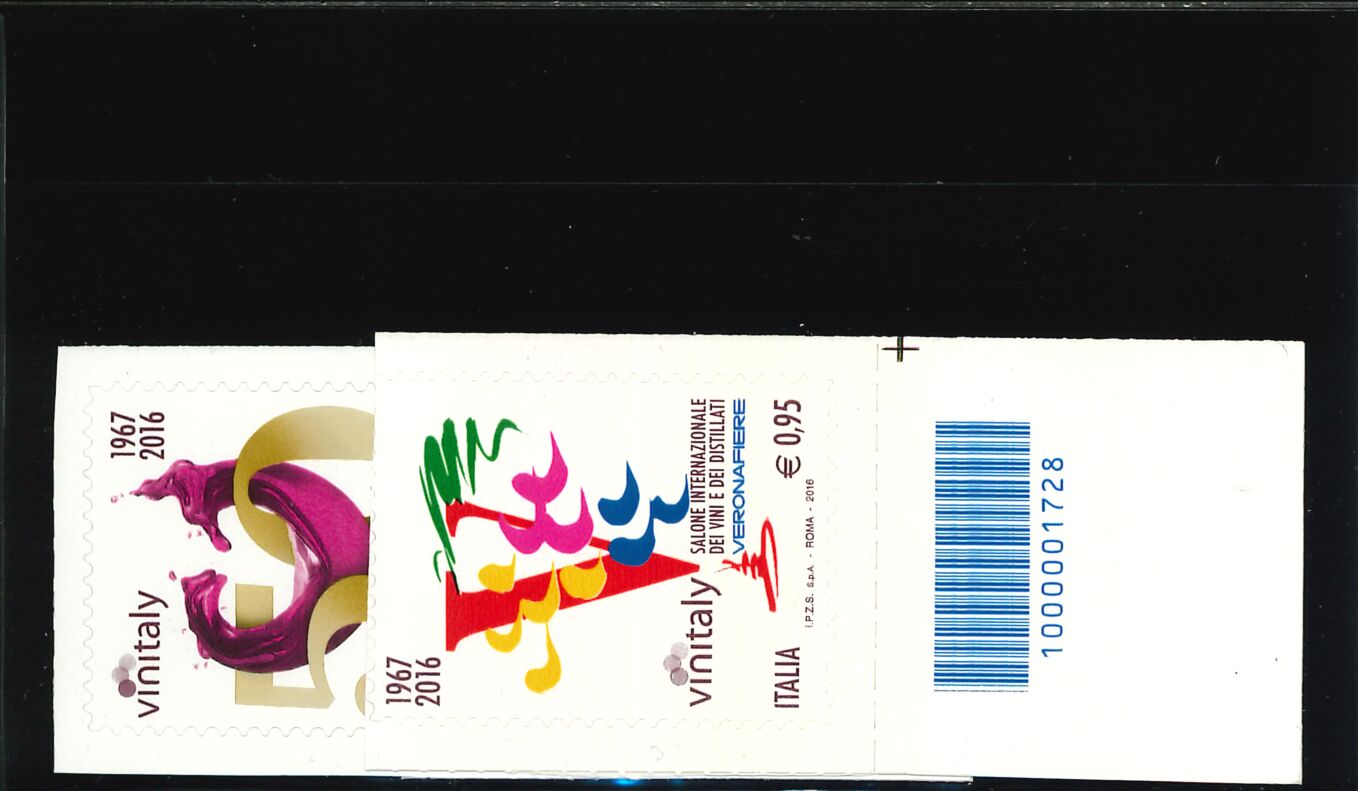 1967
2016
vinitaly
1967
2016
vinitaly
SALONE INTERNAZIONALE
DEI VINI E DEI DISTILLATI
VERONAFIERE
ITALIA
€ 0,95
I.P.Z.S. S.p.A. - ROMA - 2016
1000001728